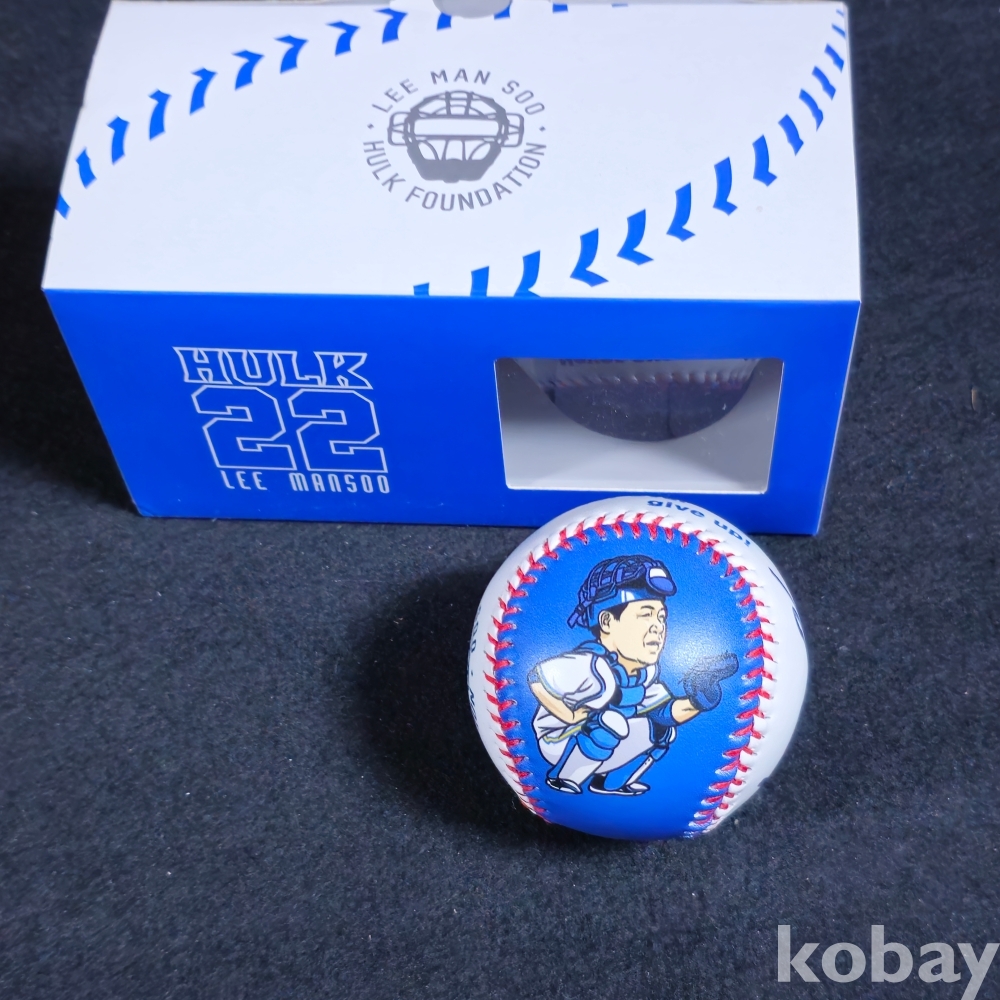 LEE MAN SOO
HULK FOUNDATION
HULK
22
LEE MANSOO
give up!
kobay